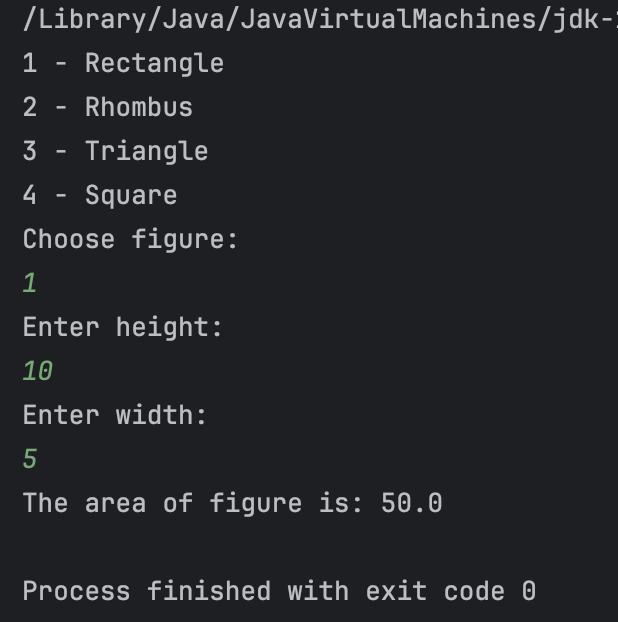 /Library/Java/JavaVirtualMachines/jdk-
1 - Rectangle
2 - Rhombus
3 - Triangle
4 - Square
Choose figure:
1
Enter height:
10
Enter width:
5
The area of figure is: 50.0
Process finished with exit code 0